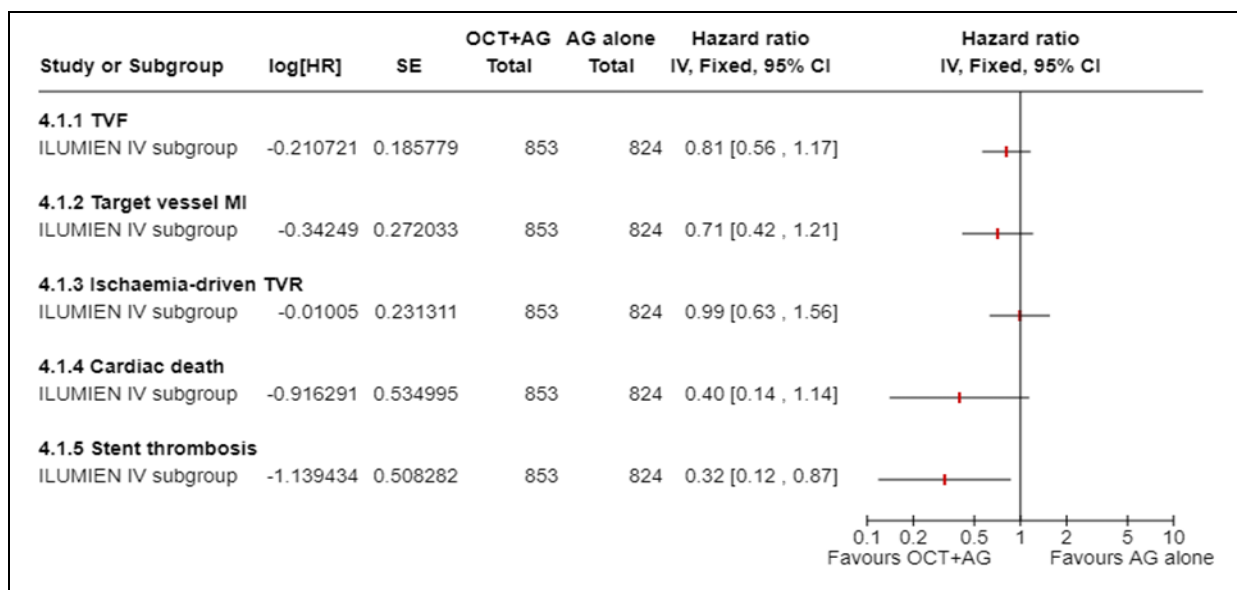 OCT+AG AG alone Hazard ratio Hazard ratio
Study or Subgroup log[HR] SE Total Total IV, Fixed, 95% CI IV, Fixed, 95% CI
4.1.1 TVF
ILUMIEN IV subgroup -0.210721 0.185779 853 824 0.81 [0.56 , 1.17]
4.1.2 Target vessel MI
ILUMIEN IV subgroup -0.34249 0.272033 853 824 0.71 [0.42 , 1.21]
4.1.3 Ischaemia-driven TVR
ILUMIEN IV subgroup -0.01005 0.231311 853 824 0.99 [0.63 , 1.56]
4.1.4 Cardiac death
ILUMIEN IV subgroup -0.916291 0.534995 853 824 0.40 [0.14 , 1.14]
4.1.5 Stent thrombosis
ILUMIEN IV subgroup -1.139434 0.508282 853 824 0.32 [0.12 , 0.87]
0.1 0.2 0.5 1 2 5 10
Favours OCT+AG Favours AG alone